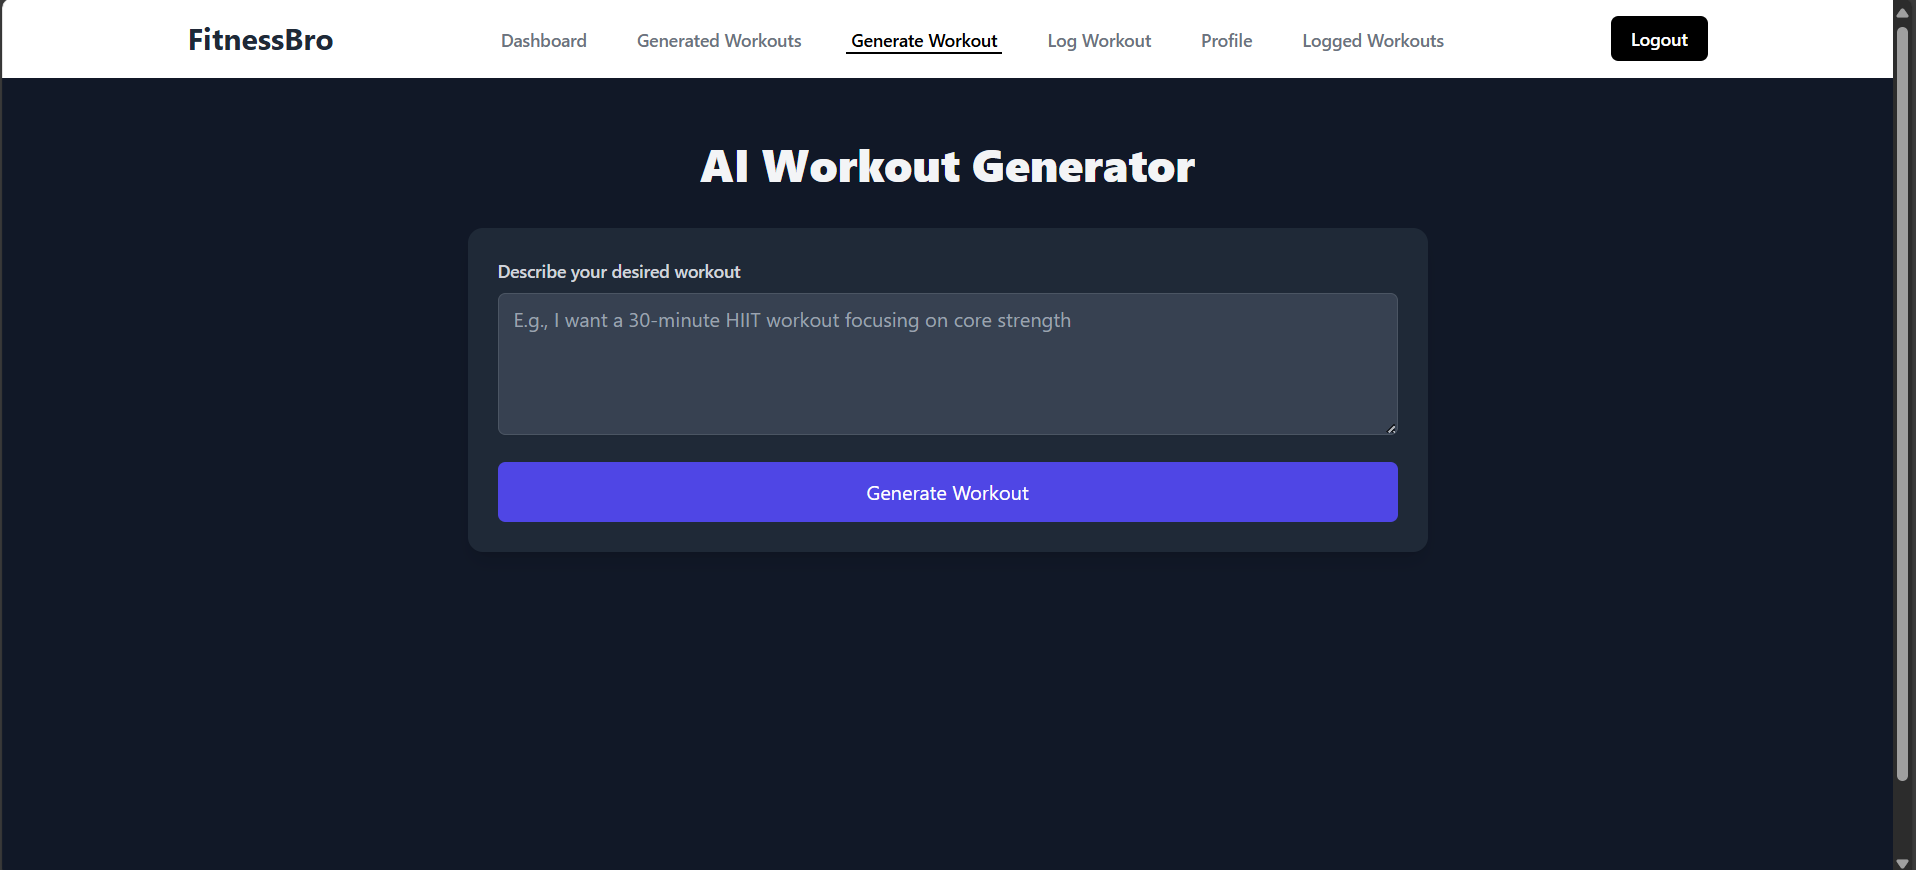 FitnessBro
Dashboard
Generated Workouts
Generate Workout
Log Workout
Profile
Logged Workouts
Logout
AI Workout Generator
Describe your desired workout
E.g., I want a 30-minute HIIT workout focusing on core strength
Generate Workout